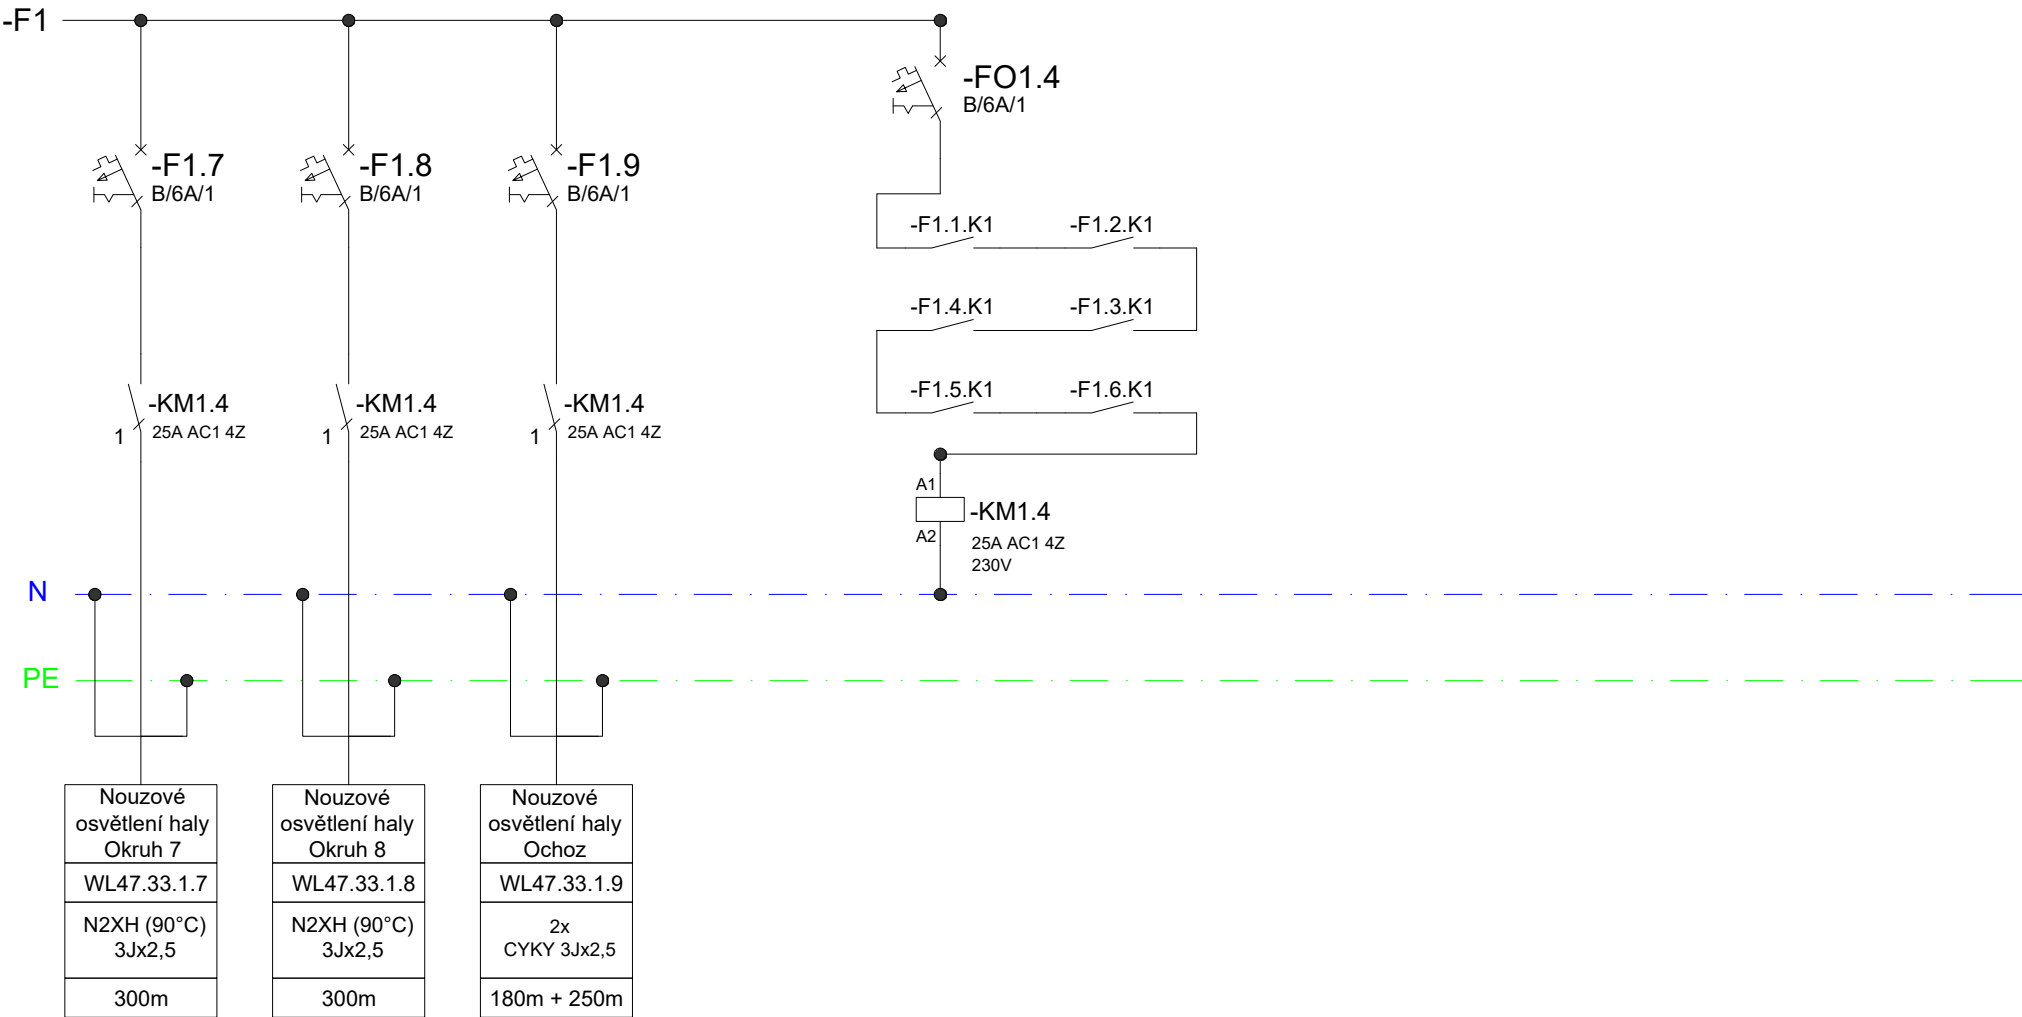 -F1
-FO1.4
B/6A/1
-F1.7
B/6A/1
-F1.8
B/6A/1
-F1.9
B/6A/1
-F1.1.K1
-F1.2.K1
-F1.4.K1
-F1.3.K1
-F1.5.K1
-F1.6.K1
-KM1.4
1
25A AC1 4Z
-KM1.4
1
25A AC1 4Z
-KM1.4
1
25A AC1 4Z
A1
-KM1.4
A2
25A AC1 4Z
230V
N
PE
Nouzové
osvětlení haly
Okruh 7
WL47.33.1.7
N2XH (90°C)
3Jx2,5
300m
Nouzové
osvětlení haly
Okruh 8
WL47.33.1.8
N2XH (90°C)
3Jx2,5
300m
Nouzové
osvětlení haly
Ochoz
WL47.33.1.9
2x
CYKY 3Jx2,5
180m + 250m